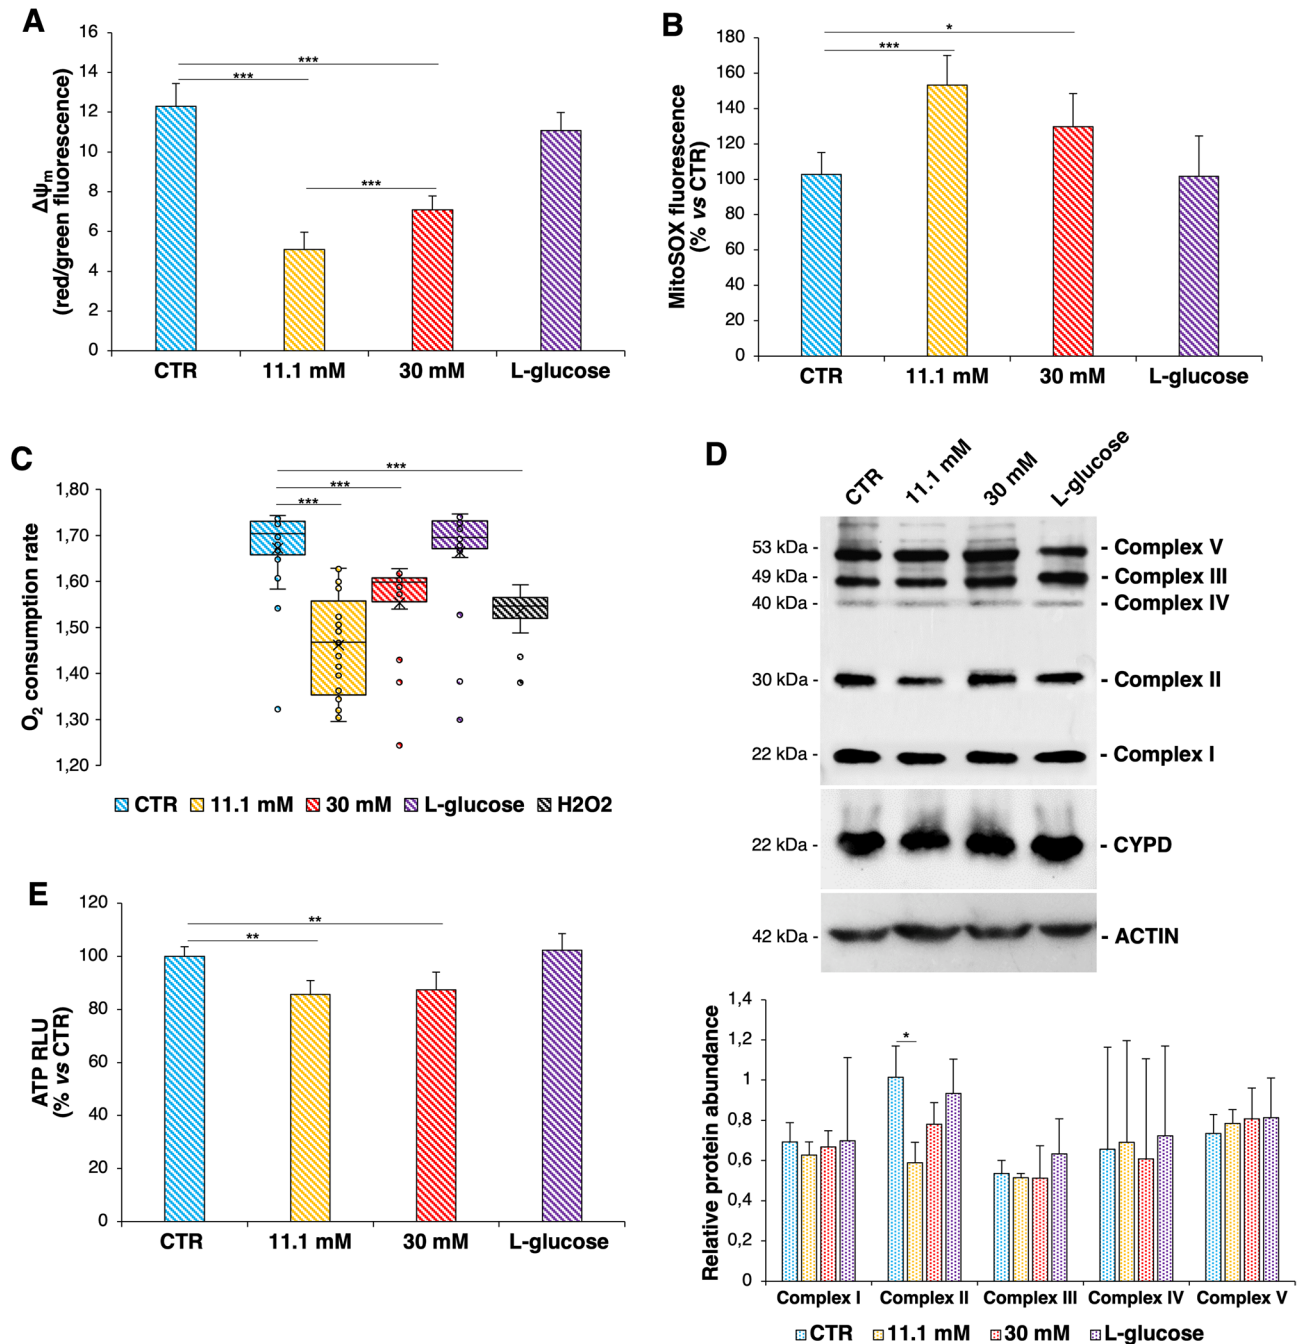 A
Δψm
(red/green fluorescence)
16
14
12
10
8
6
4
2
0
***
***
***
CTR
11.1 mM
30 mM
L-glucose
B
MitoSOX fluorescence
(% vs CTR)
180
160
140
120
100
80
60
40
20
0
*
***
CTR
11.1 mM
30 mM
L-glucose
C
O2 consumption rate
1,80
1,70
1,60
1,50
1,40
1,30
1,20
***
***
***
CTR
11.1 mM
30 mM
L-glucose
H2O2
D
CTR
11.1 mM
30 mM
L-glucose
53 kDa -
- Complex V
49 kDa -
- Complex III
40 kDa -
- Complex IV
30 kDa -
- Complex II
22 kDa -
- Complex I
22 kDa -
- CYPD
42 kDa -
- ACTIN
Relative protein abundance
1,4
1,2
1
0,8
0,6
0,4
0,2
0
*
Complex I
Complex II
Complex III
Complex IV
Complex V
CTR
11.1 mM
30 mM
L-glucose
E
ATP RLU
(% vs CTR)
120
100
80
60
40
20
0
**
**
CTR
11.1 mM
30 mM
L-glucose